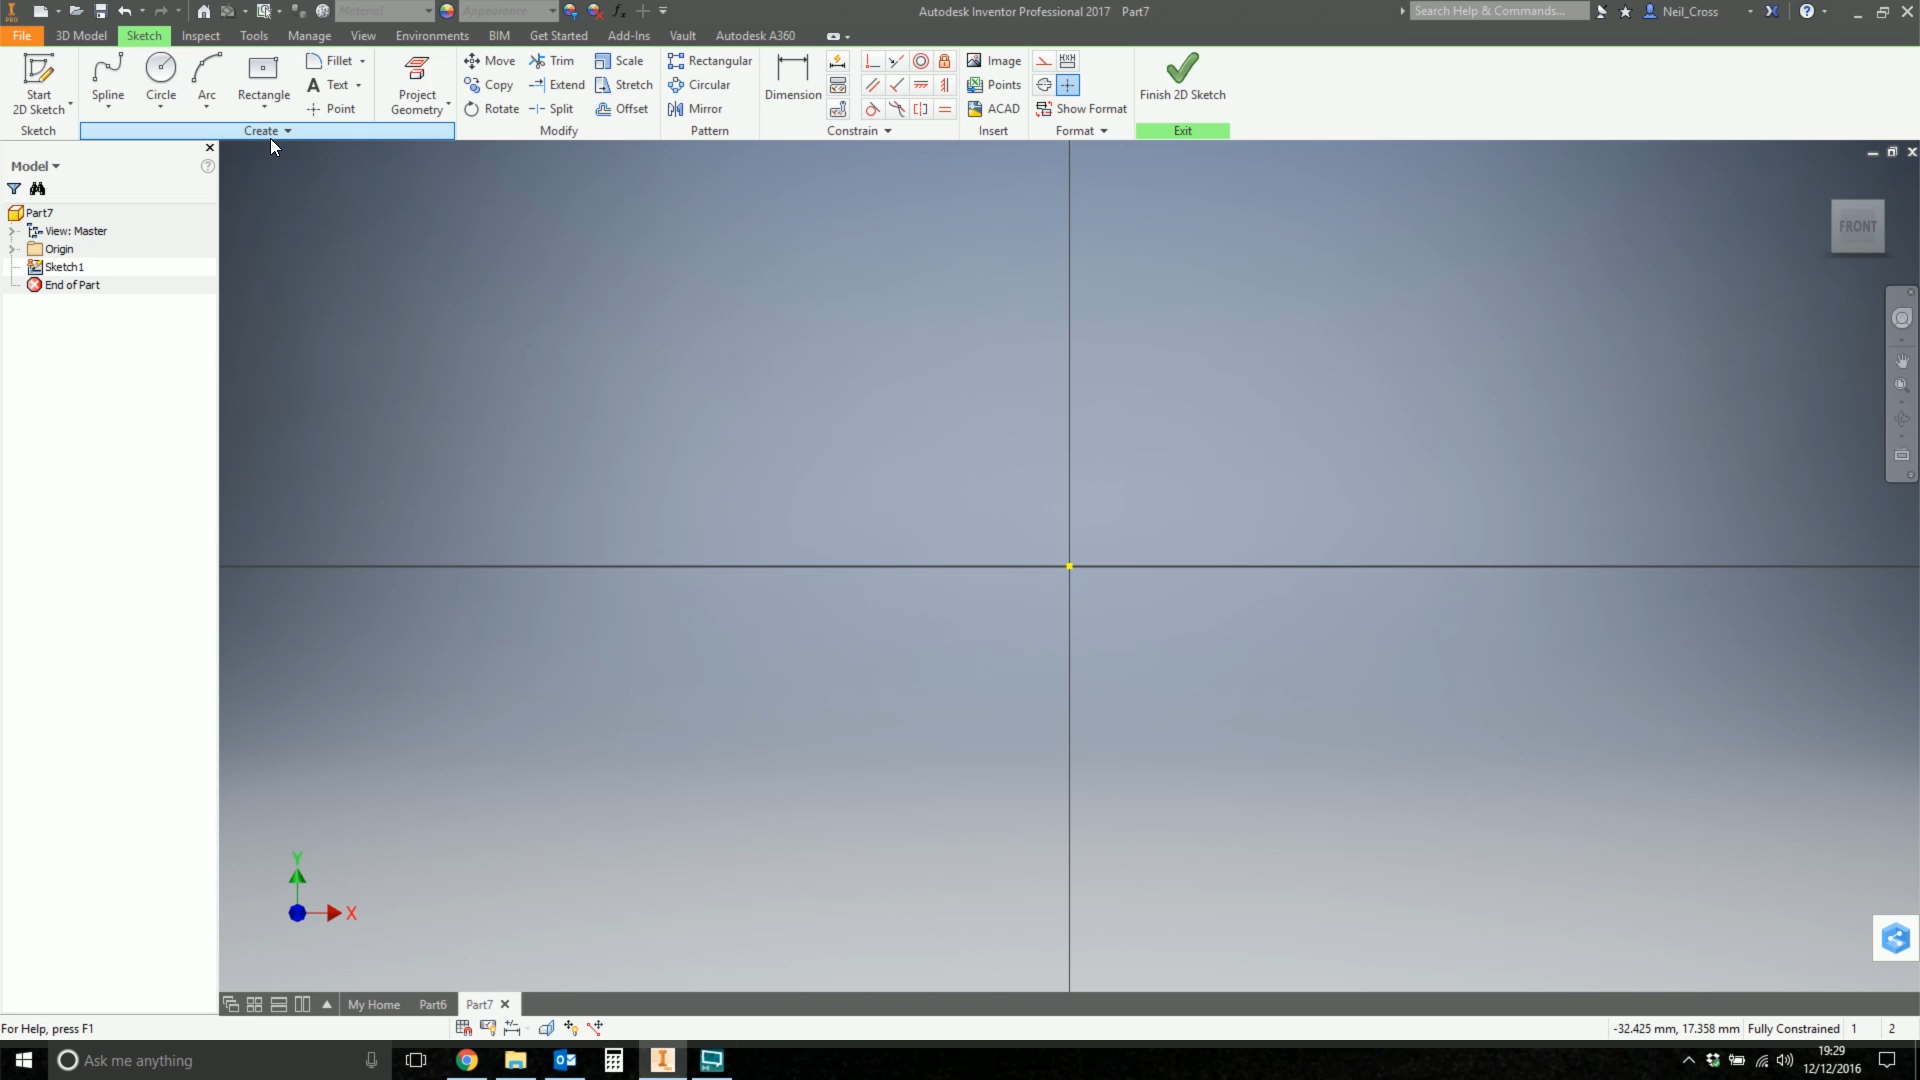 PRO
Material
Appearance
fx
Autodesk Inventor Professional 2017 Part7
Search Help & Commands...
Neil_Cross
File 3D Model Sketch Inspect Tools Manage View Environments BIM Get Started Add-Ins Vault Autodesk A360
Start
2D Sketch
Spline
Circle
Arc
Rectangle
Fillet
Text
Point
Project
Geometry
Move Trim Scale
Copy Extend Stretch
Rotate Split Offset
Rectangular
Circular
Mirror
Dimension
Image
Points
ACAD
Show Format
Finish 2D Sketch
Sketch Create Modify Pattern Constrain Insert Format Exit
Model
Part7
View: Master
Origin
Sketch1
End of Part
FRONT
Y
X
My Home Part6 Part7
For Help, press F1
-32.425 mm, 17.358 mm Fully Constrained 1 2
Ask me anything
19:29
12/12/2016